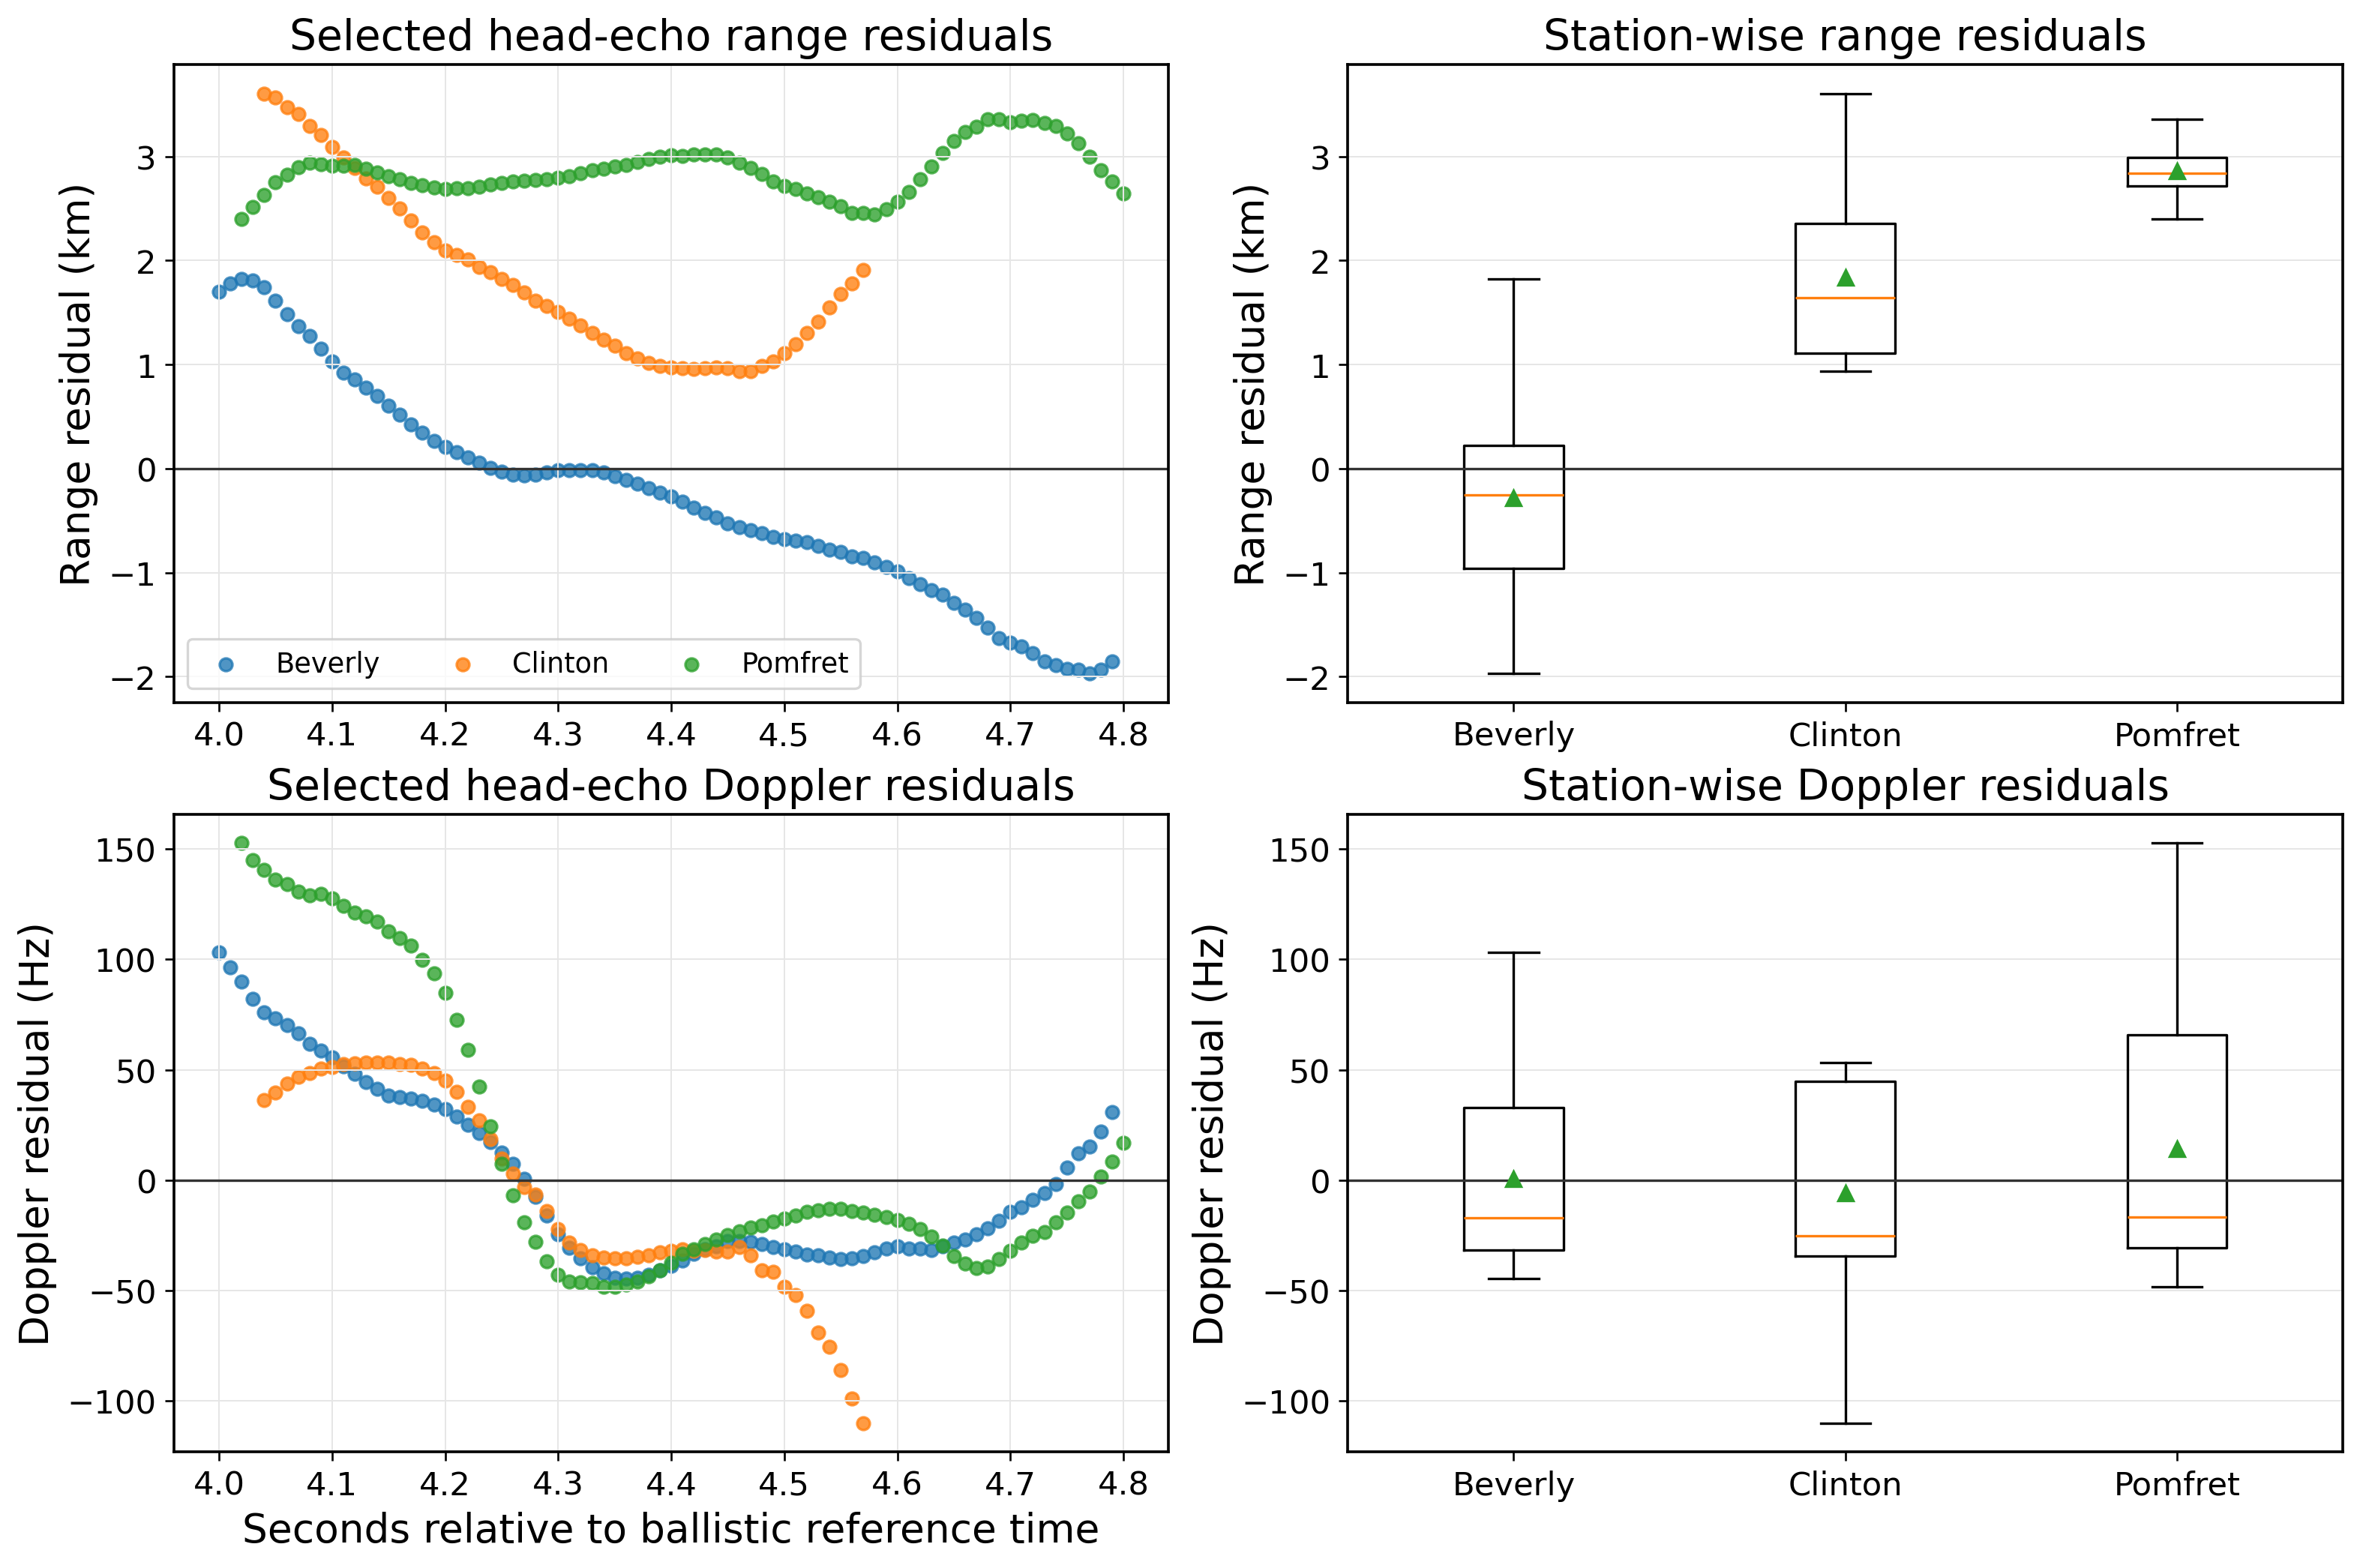 Selected head-echo range residuals
Range residual (km)
3
2
1
0
−1
−2
Beverly Clinton Pomfret
4.0 4.1 4.2 4.3 4.4 4.5 4.6 4.7 4.8
Station-wise range residuals
Range residual (km)
3
2
1
0
−1
−2
Beverly Clinton Pomfret
Selected head-echo Doppler residuals
Doppler residual (Hz)
150
100
50
0
−50
−100
4.0 4.1 4.2 4.3 4.4 4.5 4.6 4.7 4.8
Seconds relative to ballistic reference time
Station-wise Doppler residuals
Doppler residual (Hz)
150
100
50
0
−50
−100
Beverly Clinton Pomfret